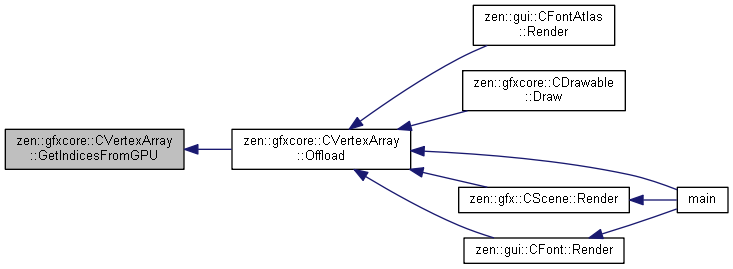 zen::gfxcore::CVertexArray
::GetIndicesFromGPU
zen::gfxcore::CVertexArray
::Offload
zen::gui::CFontAtlas
::Render
zen::gfxcore::CDrawable
::Draw
zen::gfx::CScene::Render
zen::gui::CFont::Render
main